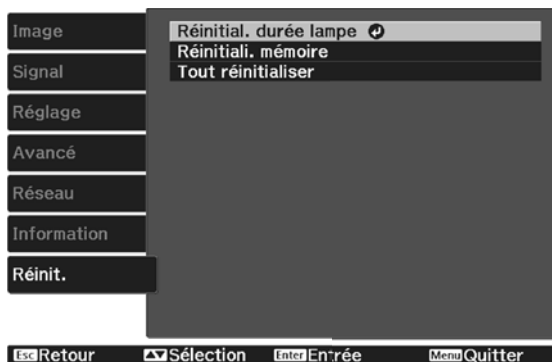 Image
Signal
Réglage
Avancé
Réseau
Information
Réinit.
Réinitial. durée lampe
Réinitiali. mémoire
Tout réinitialiser
Esc Retour Sélection Enter Entrée Menu Quitter